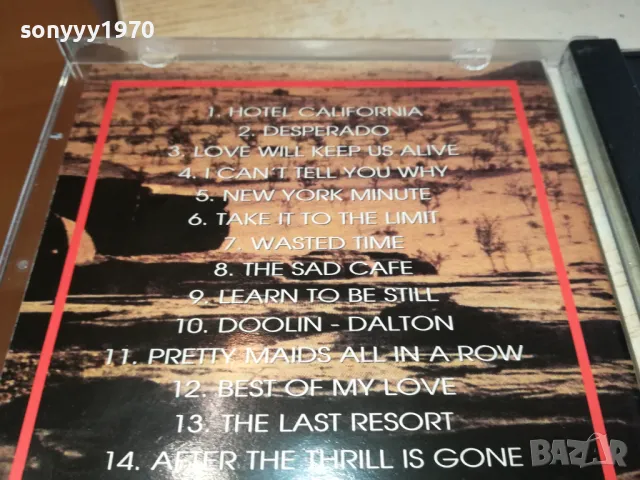 sonyyy1970
1. HOTEL CALIFORNIA
2. DESPERADO
3. LOVE WILL KEEP US ALIVE
4. I CAN'T TELL YOU WHY
5. NEW YORK MINUTE
6. TAKE IT TO THE LIMIT
7. WASTED TIME
8. THE SAD CAFE
9. LEARN TO BE STILL
10. DOOLIN - DALTON
11. PRETTY MAIDS ALL IN A ROW
12. BEST OF MY LOVE
13. THE LAST RESORT
14. AFTER THE THRILL IS GONE
BAZAR
bg